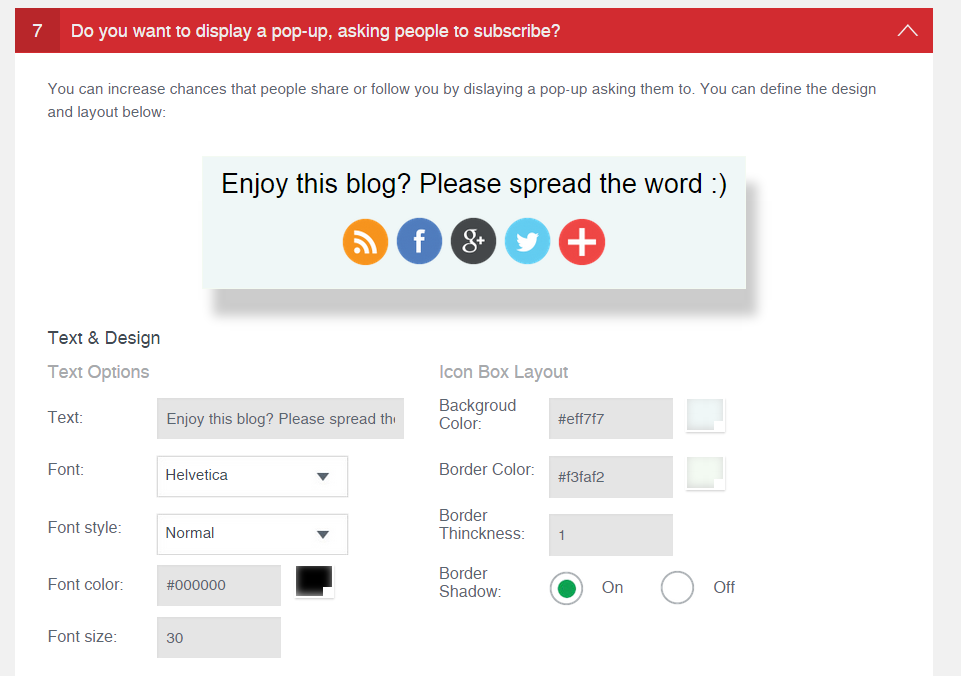 7 Do you want to display a pop-up, asking people to subscribe?
You can increase chances that people share or follow you by dislaying a pop-up asking them to. You can define the design
and layout below:
Enjoy this blog? Please spread the word :)
f g+
Text & Design
Text Options
Text: Enjoy this blog? Please spread the
Font: Helvetica
Font style: Normal
Font color: #000000
Font size: 30
Icon Box Layout
Backgroud
Color: #eff7f7
Border Color: #f3faf2
Border
Thinckness: 1
Border
Shadow: On Off